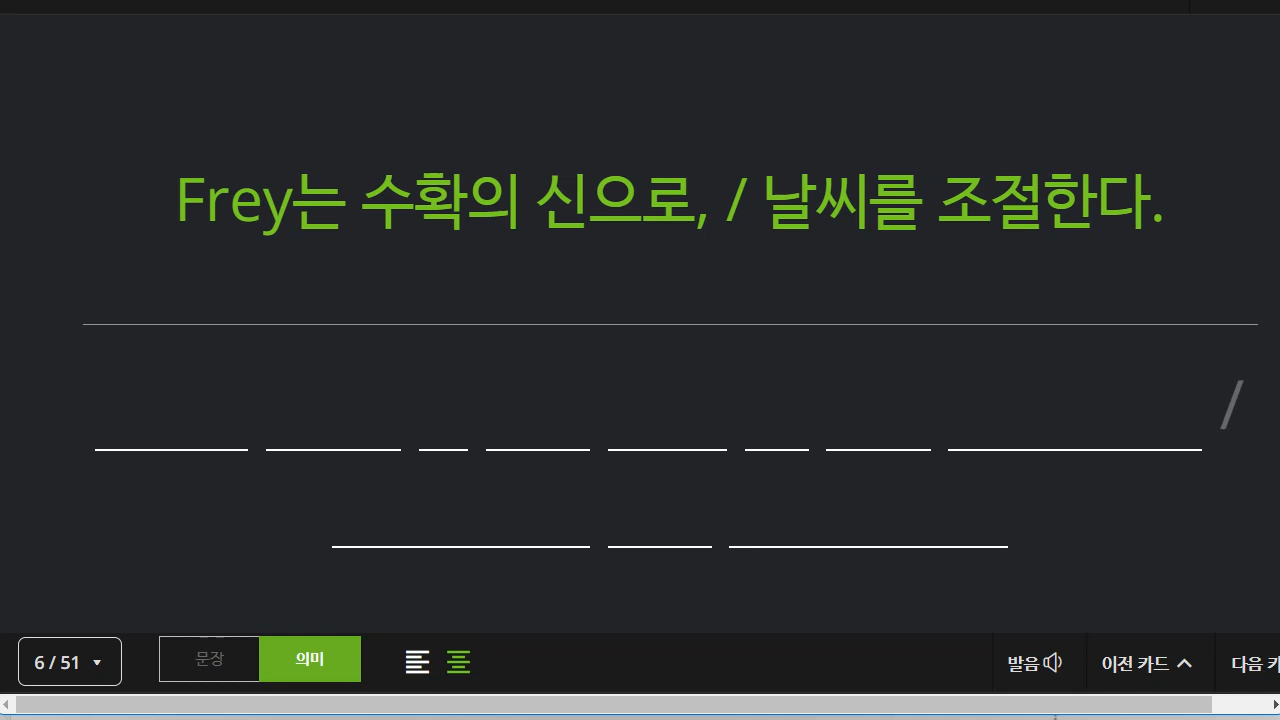 Frey는 수확의 신으로, / 날씨를 조절한다.
/
6 / 51
문장
의미
발음
이전 카드
다음